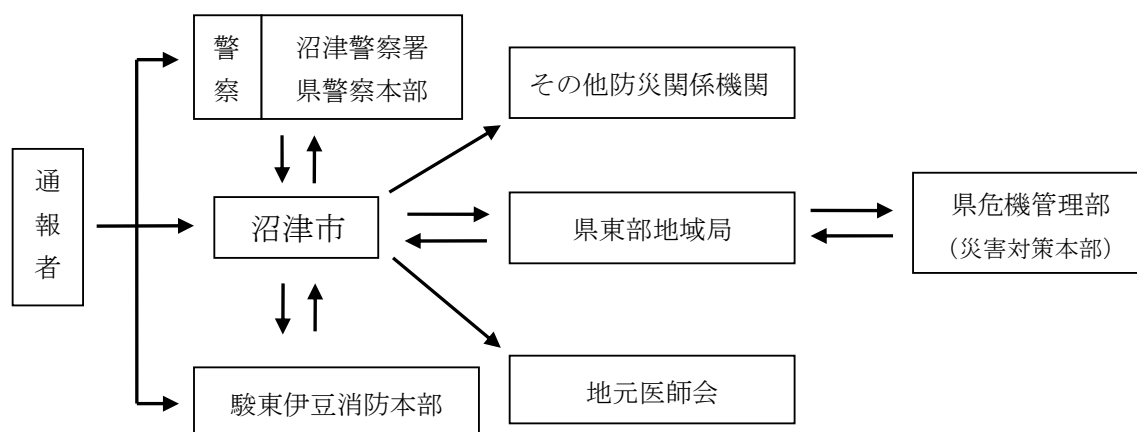 通報者
警察
沼津警察署
県警察本部
沼津市
駿東伊豆消防本部
その他防災関係機関
県東部地域局
地元医師会
県危機管理部
（災害対策本部）